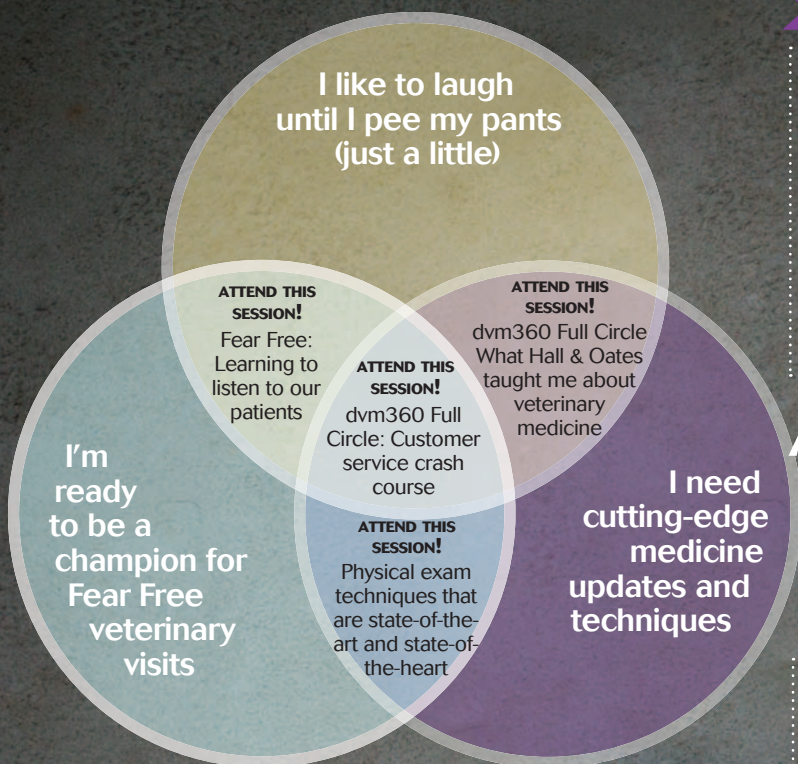 I like to laugh
until I pee my pants
(just a little)
ATTEND THIS
SESSION!
Fear Free:
Learning to
listen to our
patients
ATTEND THIS
SESSION!
dvm360 Full
Circle: Customer
service crash
course
ATTEND THIS
SESSION!
dvm360 Full Circle
What Hall & Oates
taught me about
veterinary
medicine
I'm
ready
to be a
champion for
Fear Free
veterinary
visits
ATTEND THIS
SESSION!
Physical exam
techniques that
are state-of-the-
art and state-of-
the-heart
I need
cutting-edge
medicine
updates and
techniques